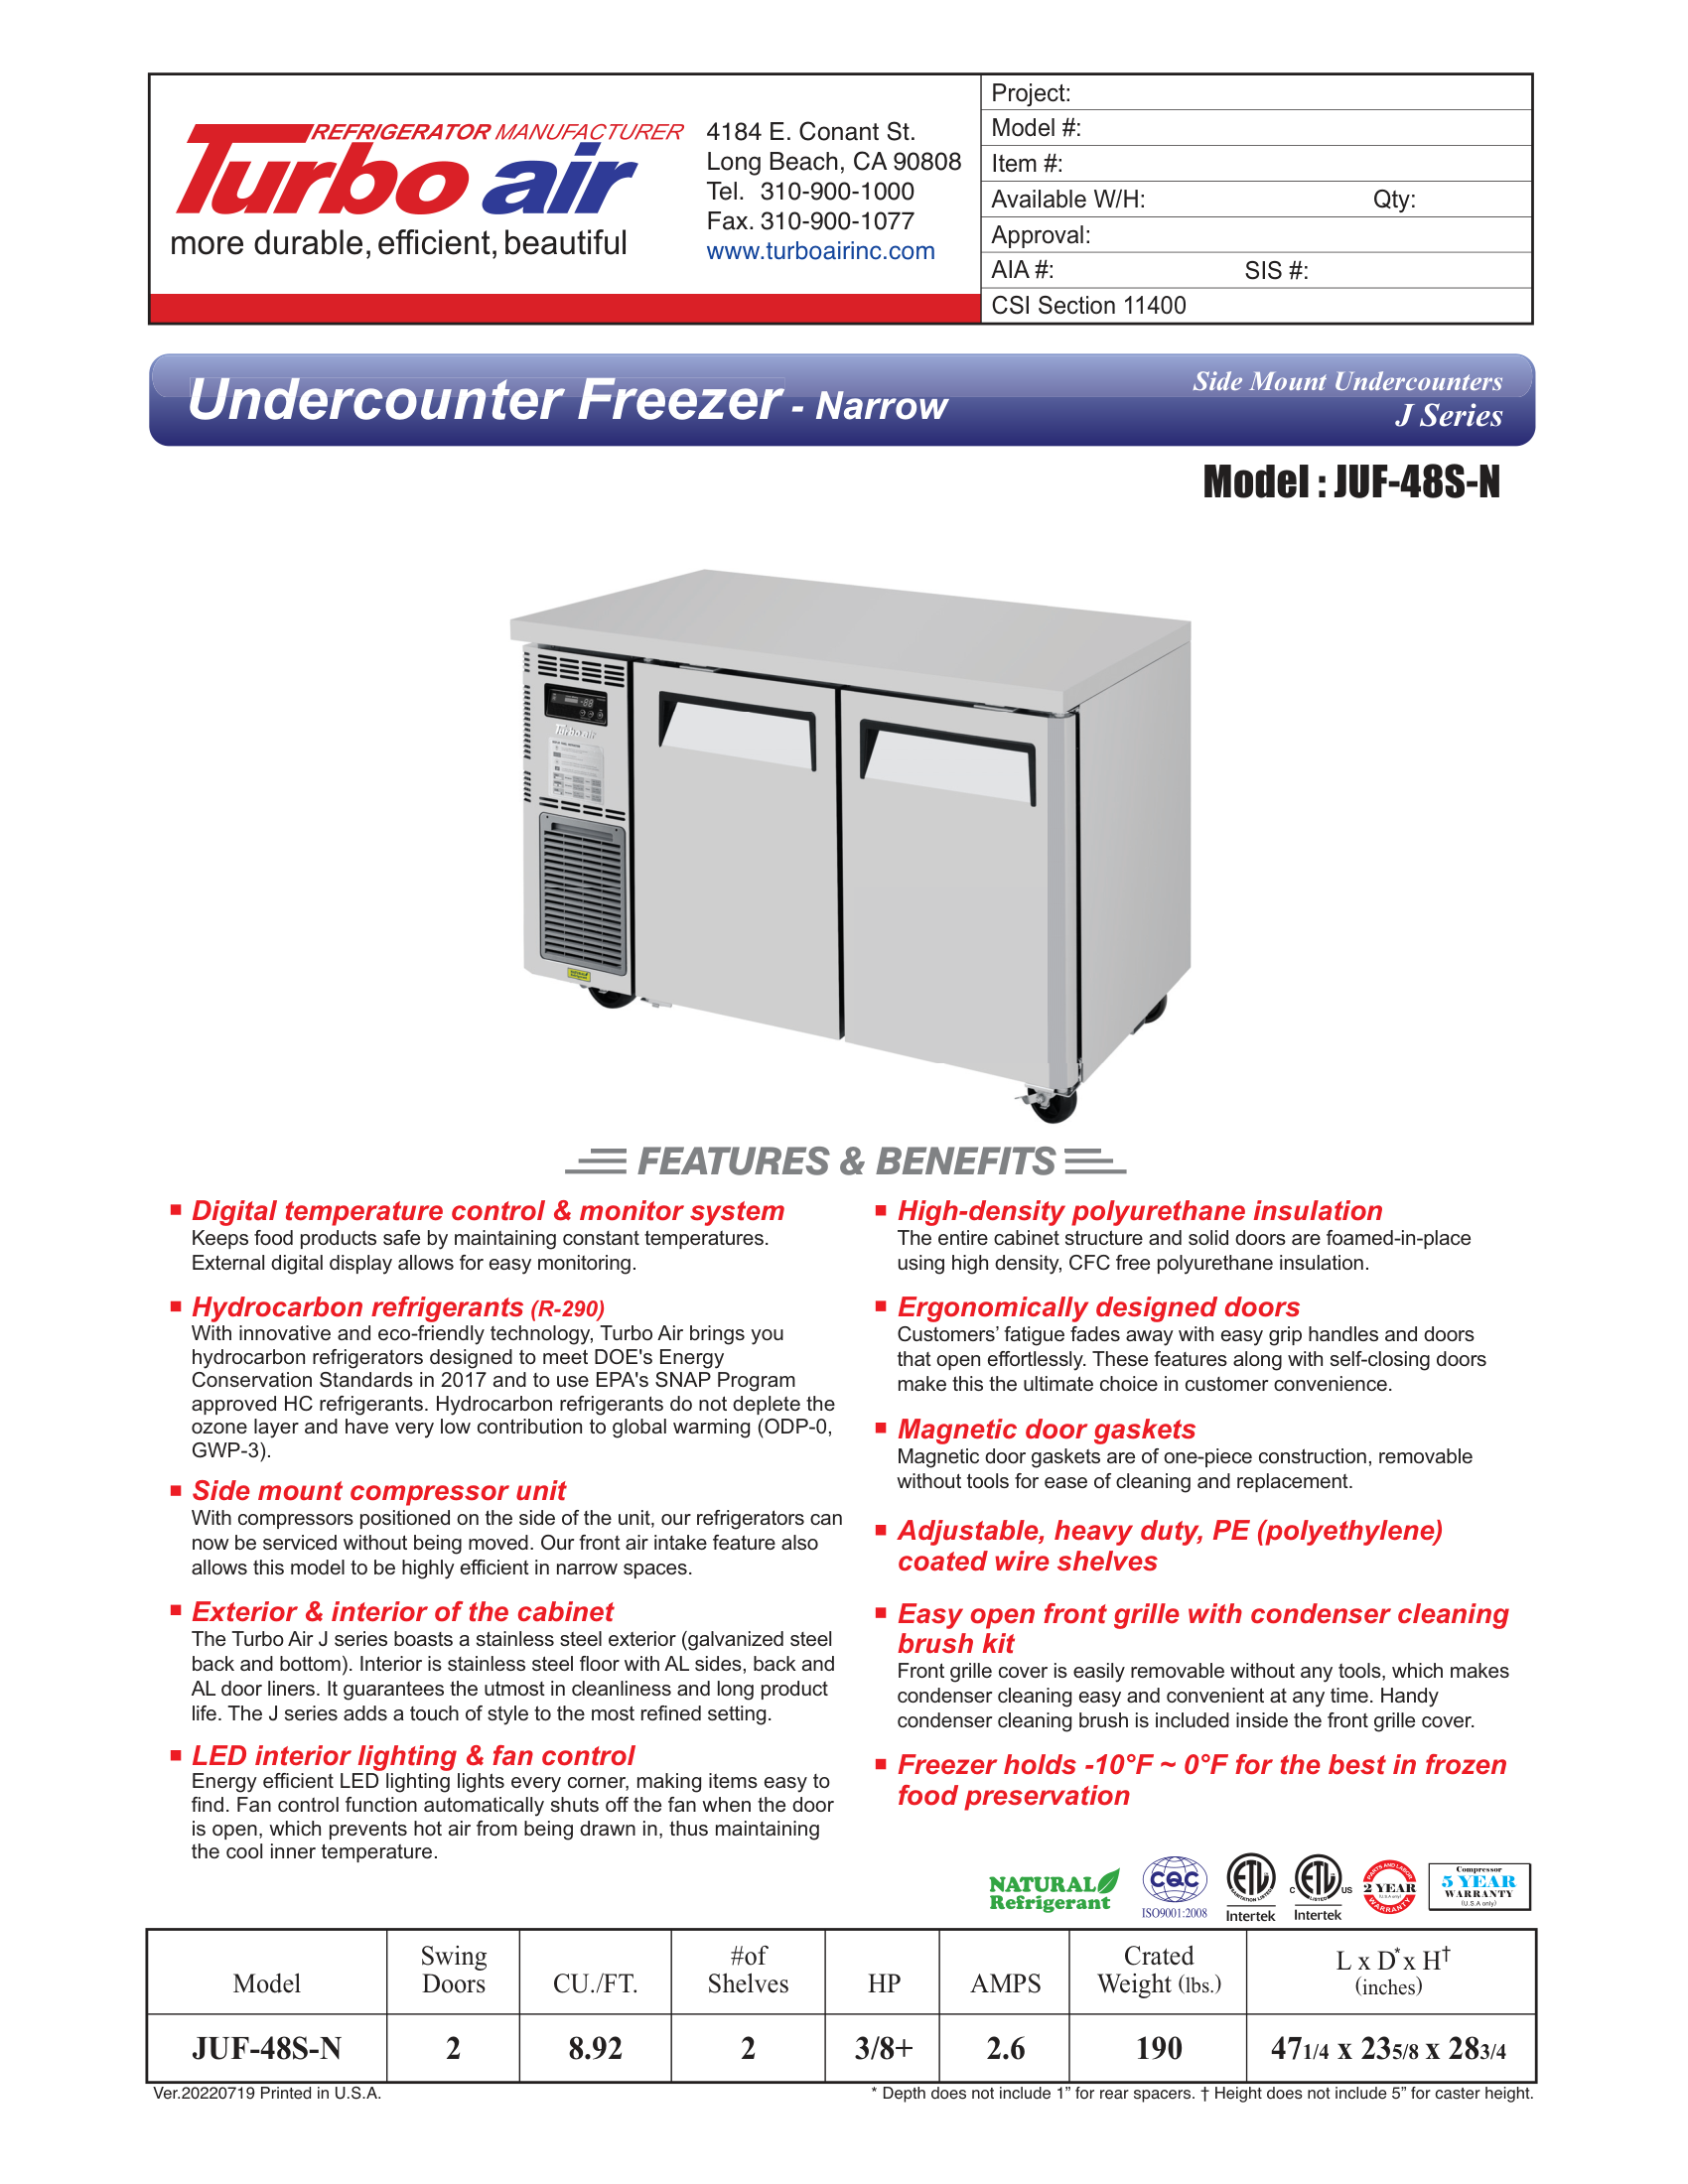 REFRIGERATOR MANUFACTURER
Turbo air
more durable, efficient, beautiful
4184 E. Conant St.
Long Beach, CA 90808
Tel. 310-900-1000
Fax. 310-900-1077
www.turboairinc.com
Project:
Model #:
Item #:
Available W/H: Qty:
Approval:
AIA #: SIS #:
CSI Section 11400
Undercounter Freezer - Narrow
Side Mount Undercounters
J Series
Model : JUF-48S-N
Turbo air
FEATURES & BENEFITS
Digital temperature control & monitor system
Keeps food products safe by maintaining constant temperatures.
External digital display allows for easy monitoring.
Hydrocarbon refrigerants (R-290)
With innovative and eco-friendly technology, Turbo Air brings you
hydrocarbon refrigerators designed to meet DOE's Energy
Conservation Standards in 2017 and to use EPA's SNAP Program
approved HC refrigerants. Hydrocarbon refrigerants do not deplete the
ozone layer and have very low contribution to global warming (ODP-0,
GWP-3).
Side mount compressor unit
With compressors positioned on the side of the unit, our refrigerators can
now be serviced without being moved. Our front air intake feature also
allows this model to be highly efficient in narrow spaces.
Exterior & interior of the cabinet
The Turbo Air J series boasts a stainless steel exterior (galvanized steel
back and bottom). Interior is stainless steel floor with AL sides, back and
AL door liners. It guarantees the utmost in cleanliness and long product
life. The J series adds a touch of style to the most refined setting.
LED interior lighting & fan control
Energy efficient LED lighting lights every corner, making items easy to
find. Fan control function automatically shuts off the fan when the door
is open, which prevents hot air from being drawn in, thus maintaining
the cool inner temperature.
High-density polyurethane insulation
The entire cabinet structure and solid doors are foamed-in-place
using high density, CFC free polyurethane insulation.
Ergonomically designed doors
Customers’ fatigue fades away with easy grip handles and doors
that open effortlessly. These features along with self-closing doors
make this the ultimate choice in customer convenience.
Magnetic door gaskets
Magnetic door gaskets are of one-piece construction, removable
without tools for ease of cleaning and replacement.
Adjustable, heavy duty, PE (polyethylene)
coated wire shelves
Easy open front grille with condenser cleaning
brush kit
Front grille cover is easily removable without any tools, which makes
condenser cleaning easy and convenient at any time. Handy
condenser cleaning brush is included inside the front grille cover.
Freezer holds -10°F ~ 0°F for the best in frozen
food preservation
NATURAL
Refrigerant
CQC
ISO9001:2008
ETL
SANITATION LISTED
Intertek
C ETL US
LISTED
Intertek
PARTS AND LABOR
2 YEAR
(U.S.A only)
WARRANTY
Compressor
5 YEAR
WARRANTY
(U.S.A only)
Model Swing Doors CU./FT. #of Shelves HP AMPS Crated Weight (lbs.) L x D* x H† (inches)
JUF-48S-N 2 8.92 2 3/8+ 2.6 190 471/4 x 235/8 x 283/4
Ver.20220719 Printed in U.S.A.
* Depth does not include 1” for rear spacers. † Height does not include 5” for caster height.